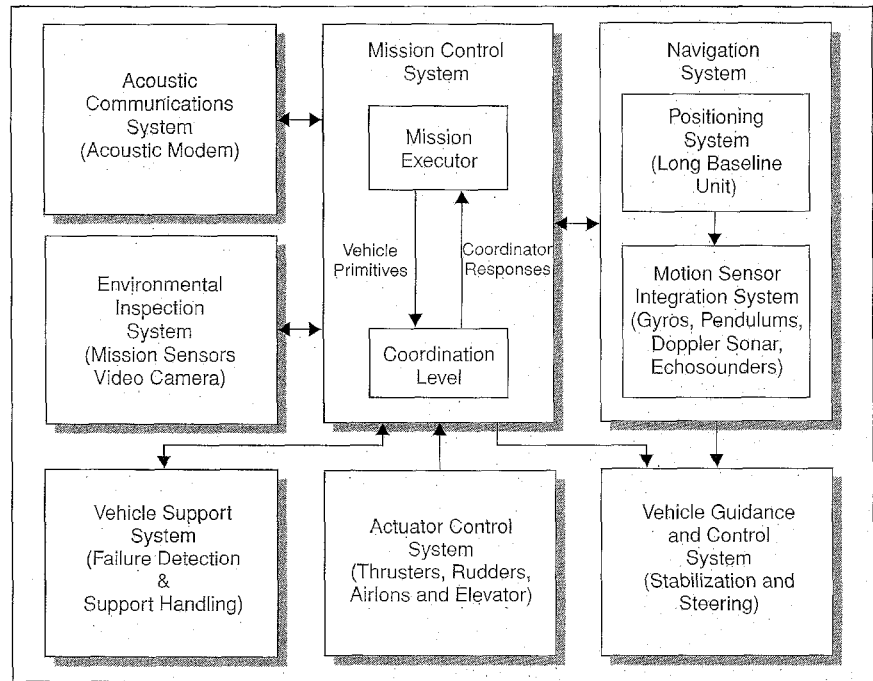 Acoustic
Communications
System
(Acoustic Modem)
Mission Control
System
Mission
Executor
Vehicle
Primitives
Coordinator
Responses
Coordination
Level
Navigation
System
Positioning
System
(Long Baseline
Unit)
Motion Sensor
Integration System
(Gyros, Pendulums,
Doppler Sonar,
Echosounders)
Environmental
Inspection
System
(Mission Sensors
Video Camera)
Vehicle Support
System
(Failure Detection
&
Support Handling)
Actuator Control
System
(Thrusters, Rudders,
Airlons and Elevator)
Vehicle Guidance
and Control
System
(Stabilization and
Steering)